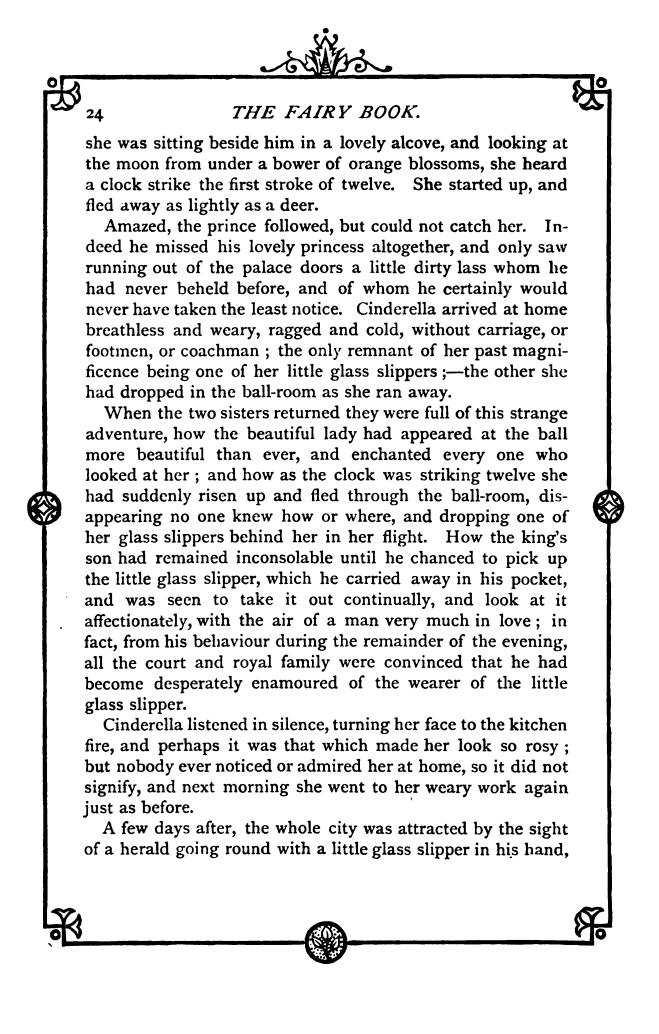 24
THE FAIRY BOOK.
she was sitting beside him in a lovely alcove, and looking at
the moon from under a bower of orange blossoms, she heard
a clock strike the first stroke of twelve. She started up, and
fled away as lightly as a deer.
Amazed, the prince followed, but could not catch her. In-
deed he missed his lovely princess altogether, and only saw
running out of the palace doors a little dirty lass whom he
had never beheld before, and of whom he certainly would
never have taken the least notice. Cinderella arrived at home
breathless and weary, ragged and cold, without carriage, or
footmen, or coachman ; the only remnant of her past magni-
ficence being one of her little glass slippers ;—the other she
had dropped in the ball-room as she ran away.
When the two sisters returned they were full of this strange
adventure, how the beautiful lady had appeared at the ball
more beautiful than ever, and enchanted every one who
looked at her ; and how as the clock was striking twelve she
had suddenly risen up and fled through the ball-room, dis-
appearing no one knew how or where, and dropping one of
her glass slippers behind her in her flight. How the king's
son had remained inconsolable until he chanced to pick up
the little glass slipper, which he carried away in his pocket,
and was seen to take it out continually, and look at it
affectionately, with the air of a man very much in love ; in
fact, from his behaviour during the remainder of the evening,
all the court and royal family were convinced that he had
become desperately enamoured of the wearer of the little
glass slipper.
Cinderella listened in silence, turning her face to the kitchen
fire, and perhaps it was that which made her look so rosy ;
but nobody ever noticed or admired her at home, so it did not
signify, and next morning she went to her weary work again
just as before.
A few days after, the whole city was attracted by the sight
of a herald going round with a little glass slipper in his hand,